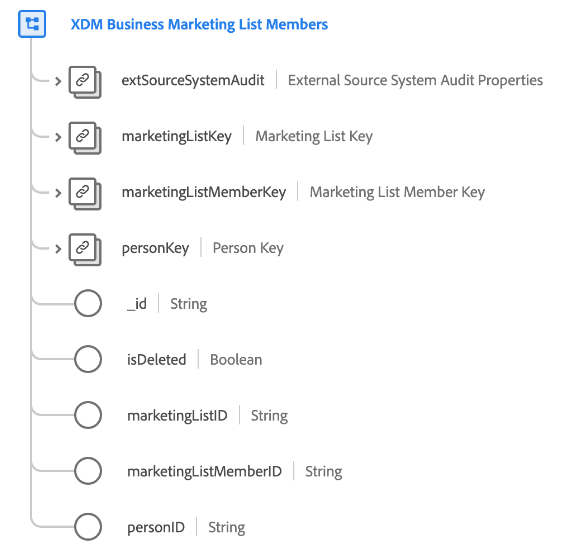 XDM Business Marketing List Members
extSourceSystemAudit External Source System Audit Properties
marketingListKey Marketing List Key
marketingListMemberKey Marketing List Member Key
personKey Person Key
_id String
isDeleted Boolean
marketingListID String
marketingListMemberID String
personID String